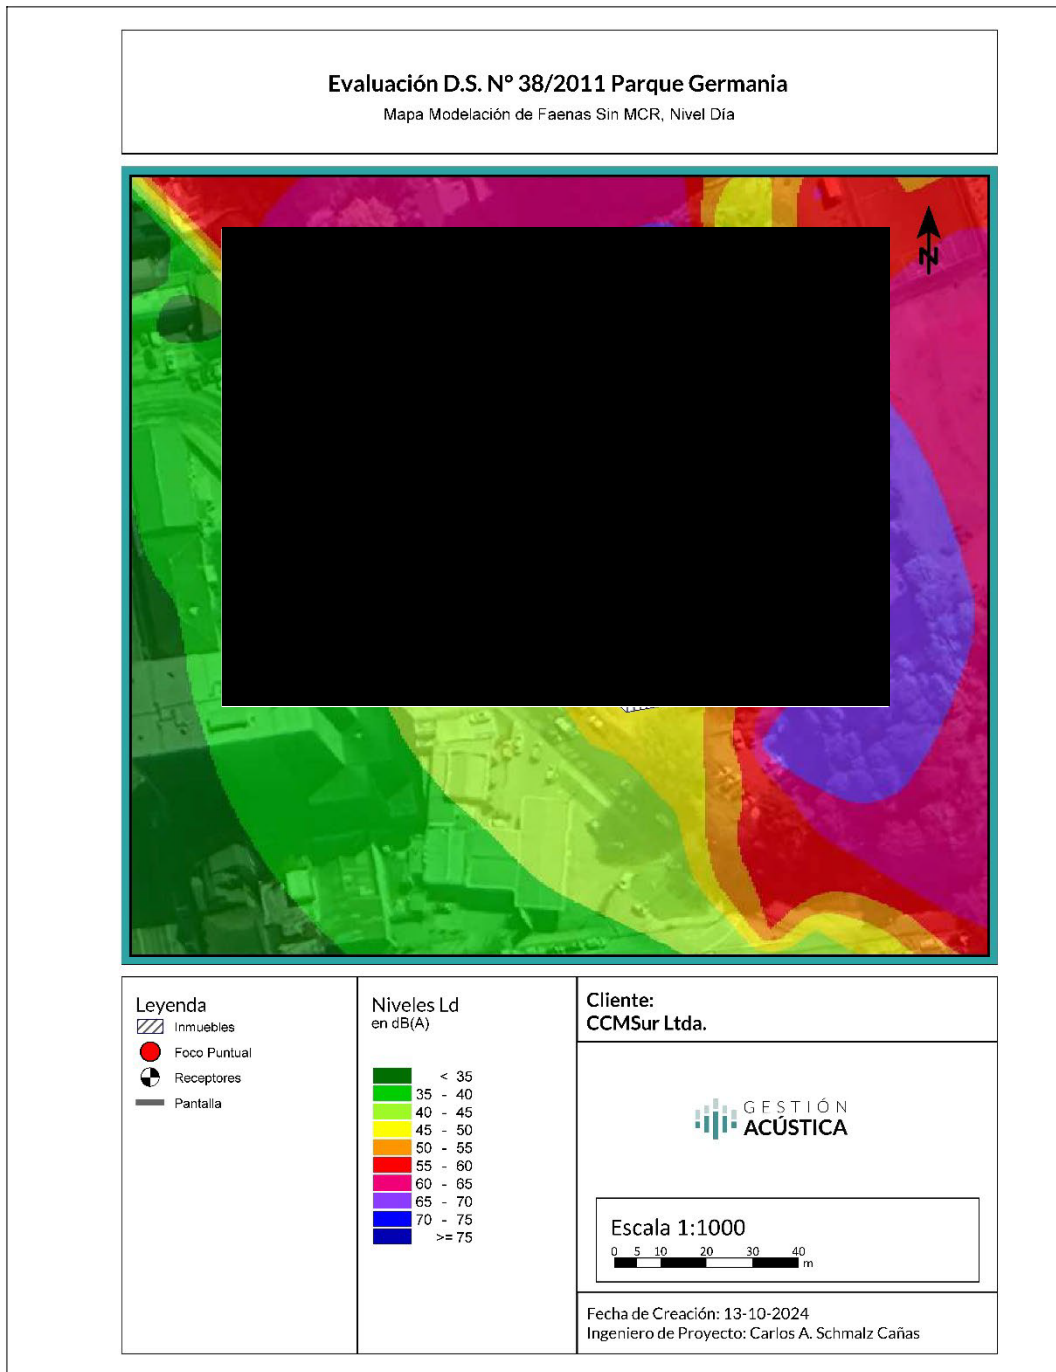 Evaluación D.S. N° 38/2011 Parque Germania
Mapa Modelación de Faenas Sin MCR, Nivel Día
N
Leyenda
Inmuebles
Foco Puntual
Receptores
Pantalla
Niveles Ld
en dB(A)
< 35
35 - 40
40 - 45
45 - 50
50 - 55
55 - 60
60 - 65
65 - 70
70 - 75
>= 75
Cliente:
CCMSur Ltda.
GESTIÓN
ACÚSTICA
Escala 1:1000
0 5 10 20 30 40
m
Fecha de Creación: 13-10-2024
Ingeniero de Proyecto: Carlos A. Schmalz Cañas